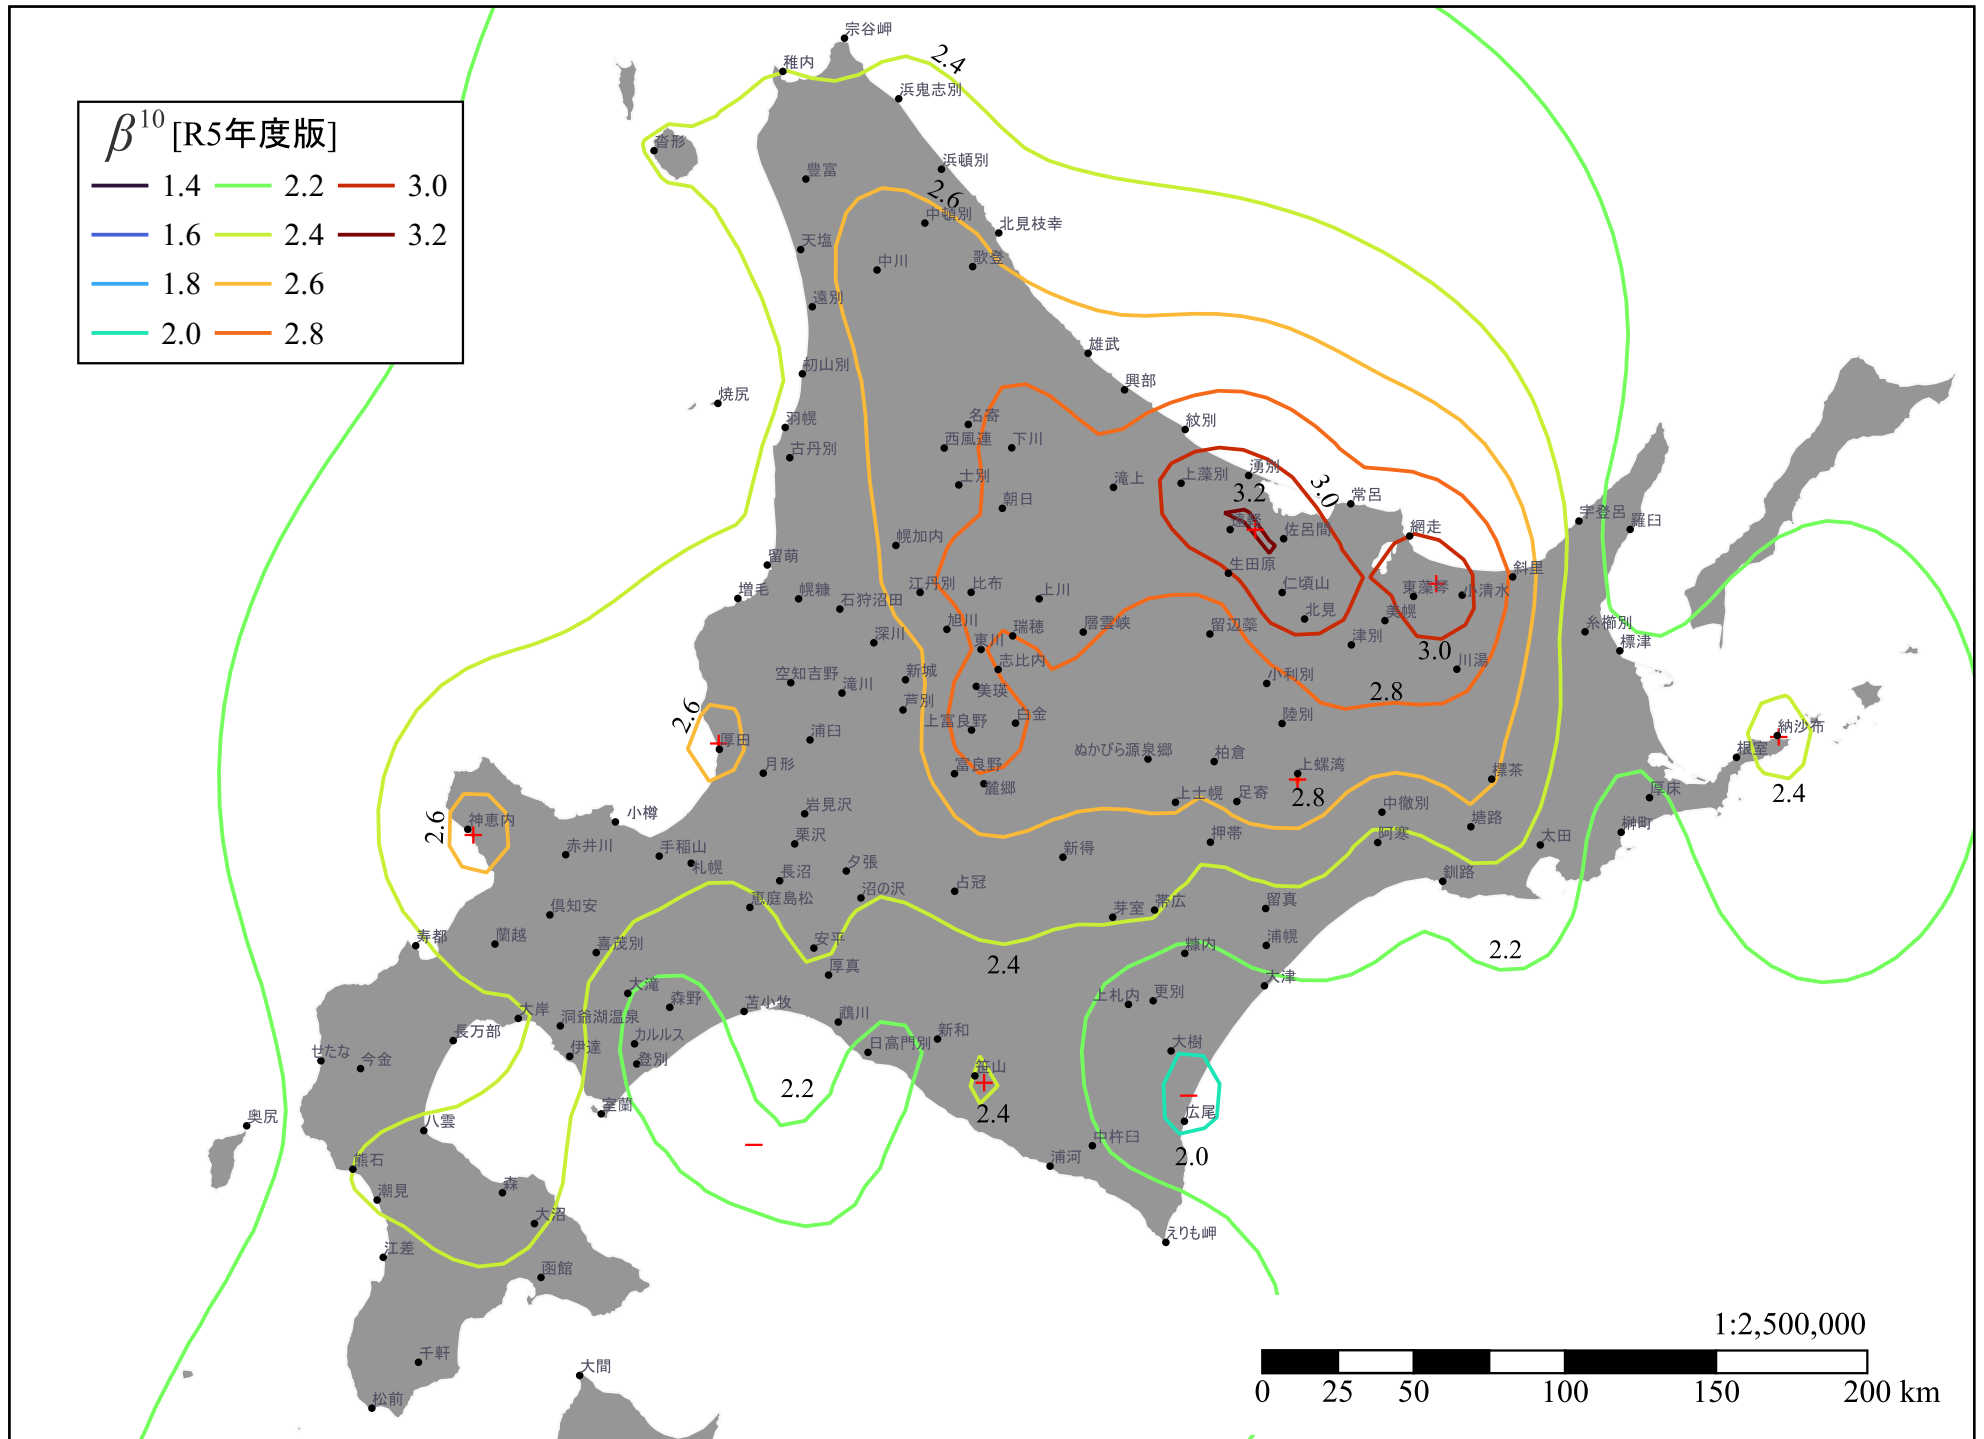 β10 [R5年度版]
1.4 2.2 3.0
1.6 2.4 3.2
1.8 2.6
2.0 2.8
宗谷岬
稚内
2.4
浜鬼志別
沓形
浜頓別
豊富
2.6
中頓別
北見枝幸
天塩
歌登
中川
遠別
雄武
初山別
興部
焼尻
名寄
紋別
羽幌
西風連
下川
古丹別
湧別
士別
滝上
上藻別
3.0
3.2
常呂
朝日
宇登呂
羅臼
遠軽
佐呂間
網走
幌加内
留萌
生田原
斜里
増毛
幌糠
江丹別
比布
上川
仁頃山
東藻琴
小清水
石狩沼田
北見
美幌
旭川
瑞穂
層雲峡
留辺蘂
糸櫛別
深川
東川
津別
標津
3.0
志比内
川湯
空知吉野
滝川
新城
小利別
美瑛
2.8
芦別
2.6
上富良野
白金
陸別
納沙布
厚田
浦臼
ぬかびら源泉郷
柏倉
根室
月形
富良野
上螺湾
標茶
麓郷
2.8
厚床
2.4
岩見沢
上士幌
足寄
中徹別
小樽
神恵内
2.6
塘路
榊町
栗沢
押帯
阿寒
太田
赤井川
手稲山
新得
札幌
夕張
長沼
占冠
釧路
沼の沢
恵庭島松
倶知安
芽室
帯広
留真
寿都
蘭越
喜茂別
安平
糠内
浦幌
2.2
2.4
厚真
大津
大滝
森野
上札内
更別
大岸
洞爺湖温泉
苫小牧
鵡川
長万部
カルルス
新和
日高門別
大樹
せたな
今金
伊達
登別
笹山
2.2
2.4
広尾
室蘭
奥尻
八雲
中杵臼
2.0
熊石
浦河
潮見
森
大沼
えりも岬
江差
函館
1:2,500,000
千軒
大間
松前
0 25 50 100 150 200 km